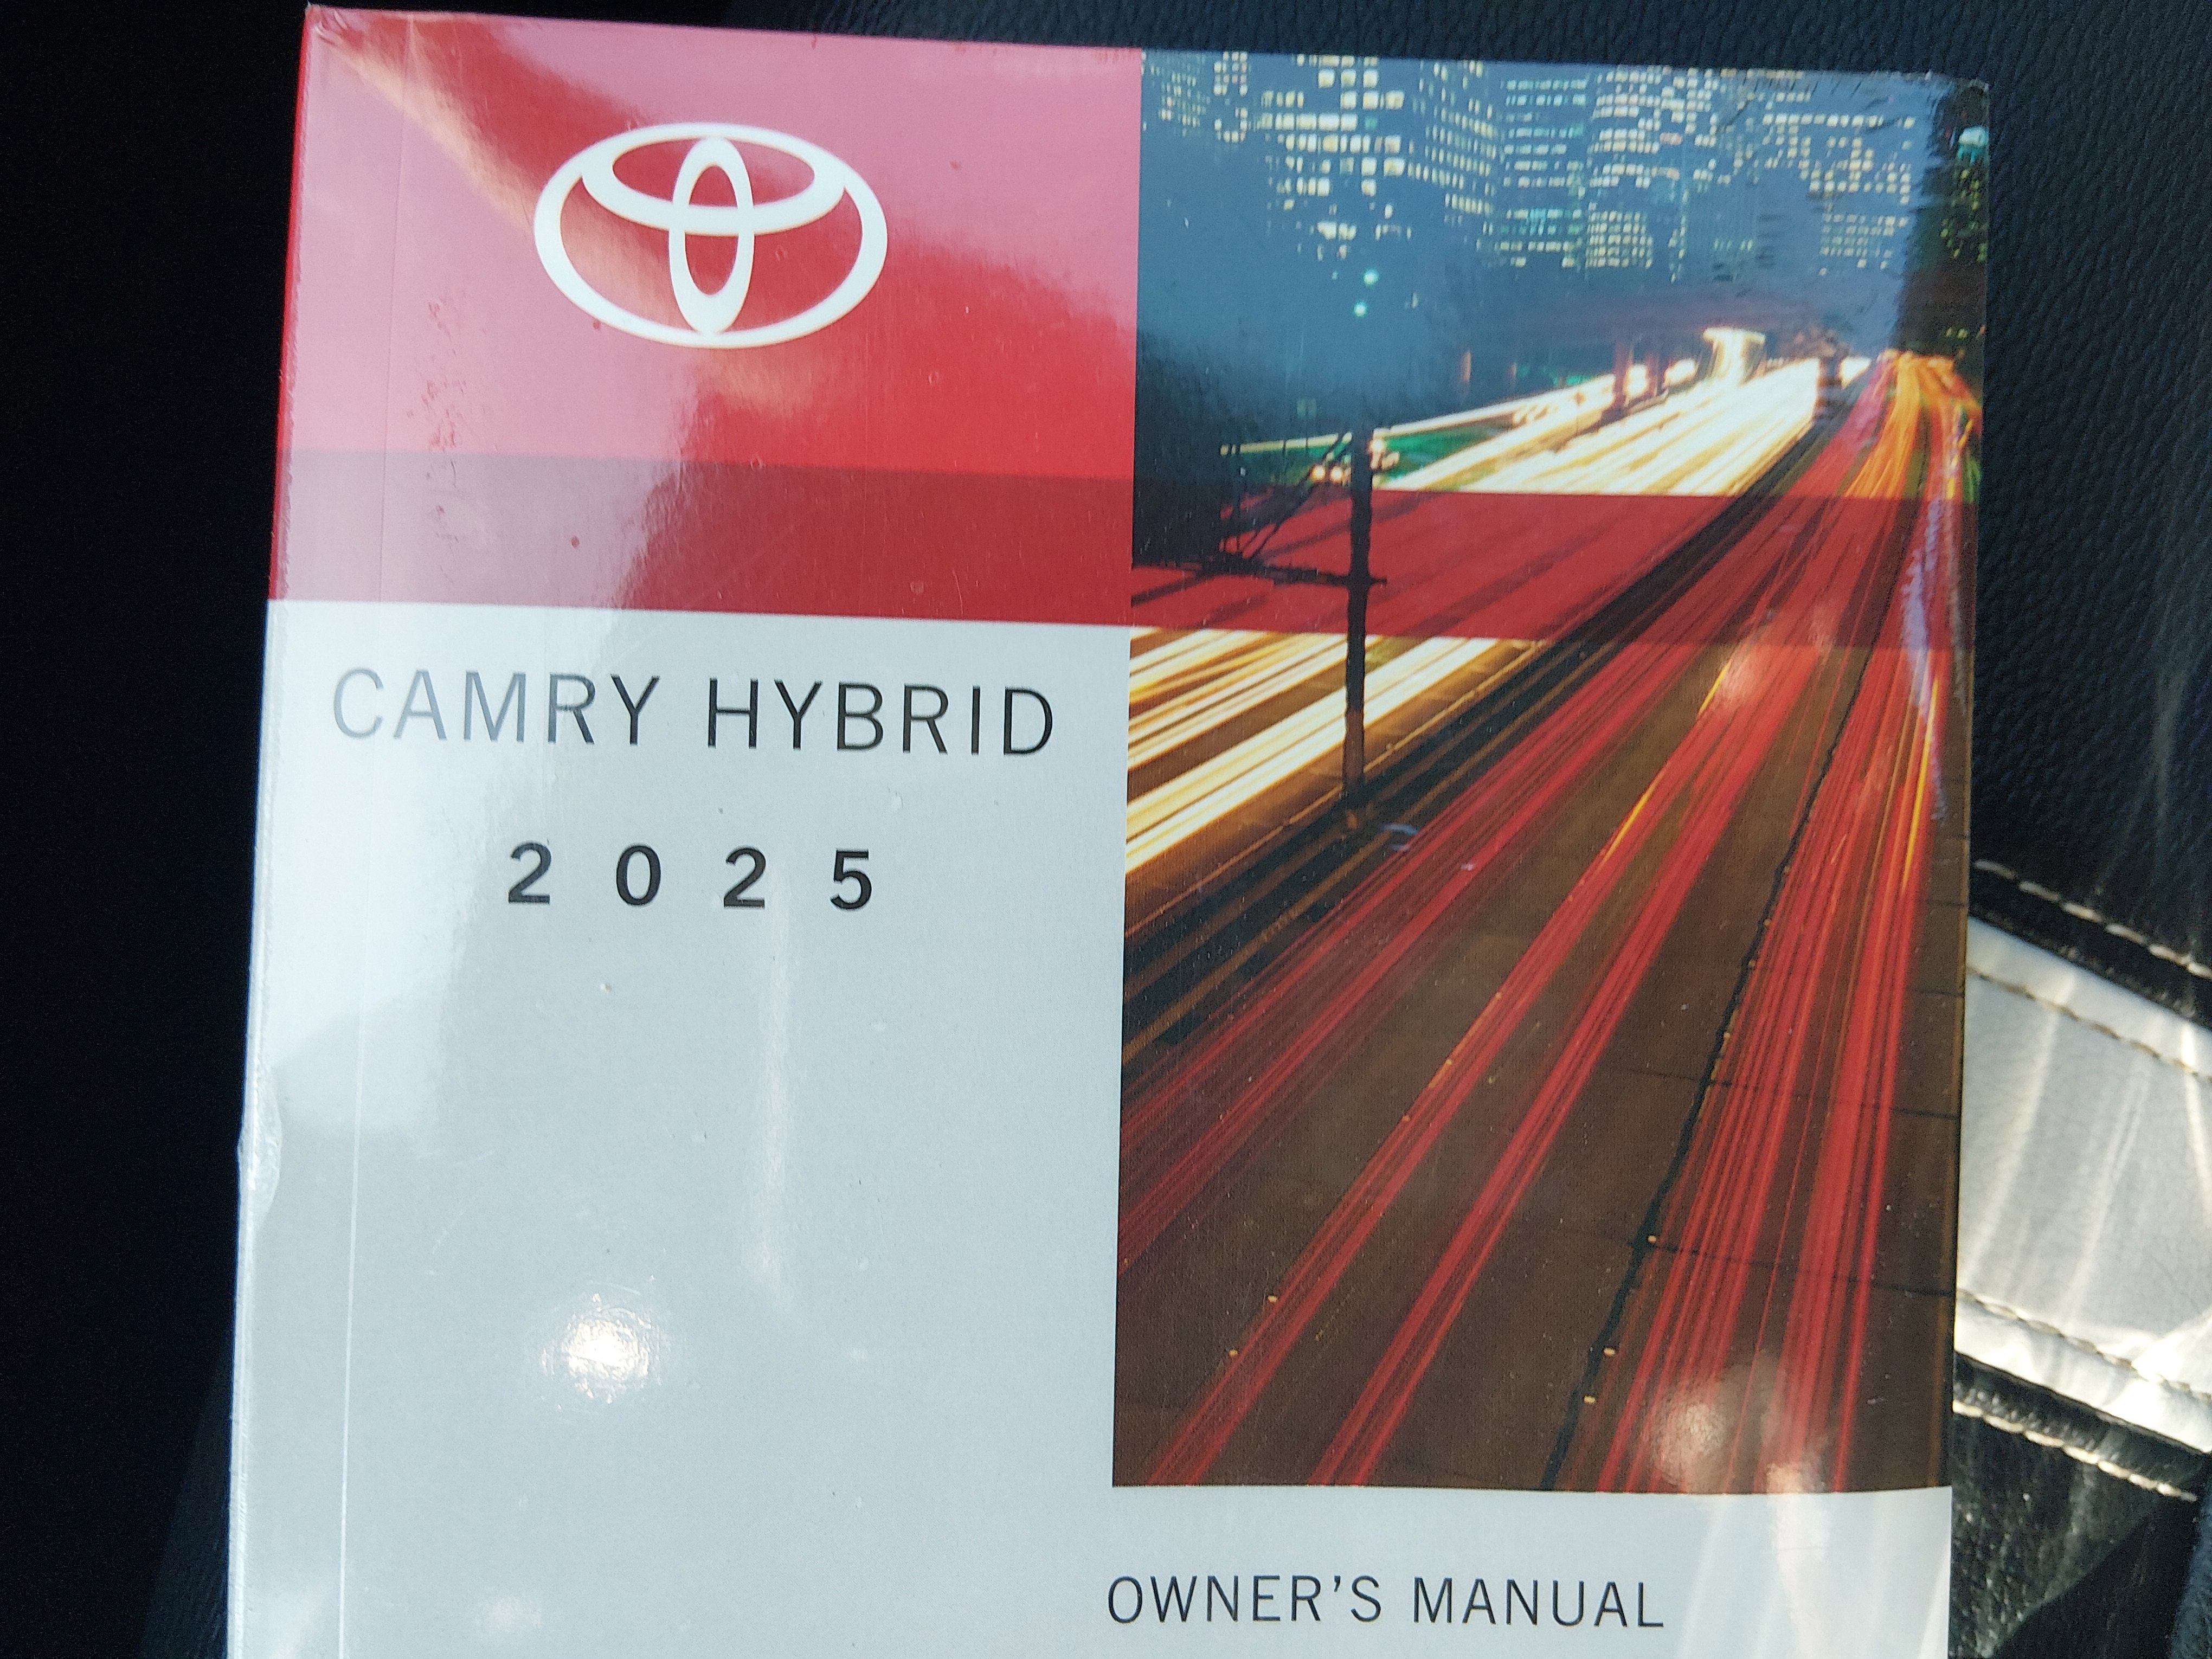 CAMRY HYBRID
2025
OWNER'S MANUAL